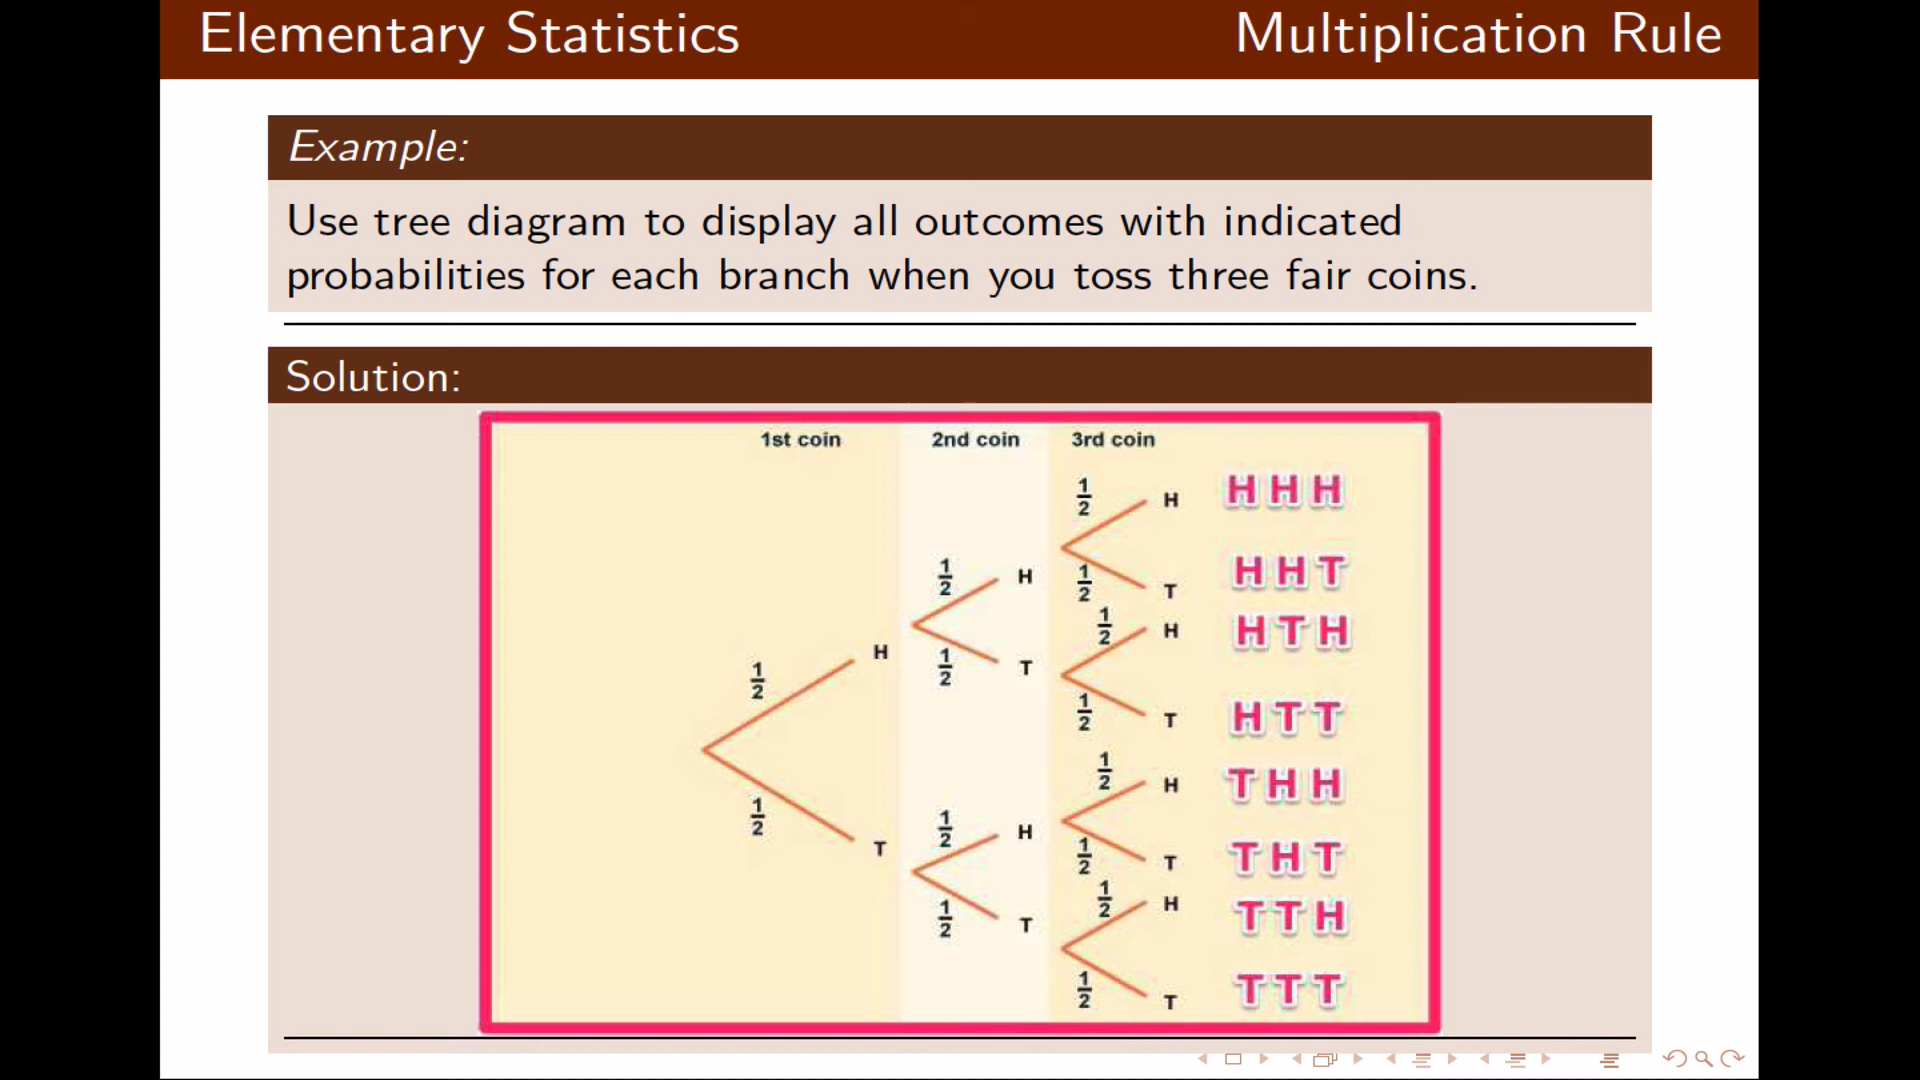 Elementary Statistics Multiplication Rule
Example:
Use tree diagram to display all outcomes with indicated
probabilities for each branch when you toss three fair coins.
Solution:
1st coin 2nd coin 3rd coin
1/2 H HHH
1/2 H
1/2 T HHT
1/2 H HTH
1/2 H
1/2 T
1/2 T HTT
1/2 H THH
1/2 T
1/2 H
1/2 T THT
1/2 H TTH
1/2 T
1/2 T TTT